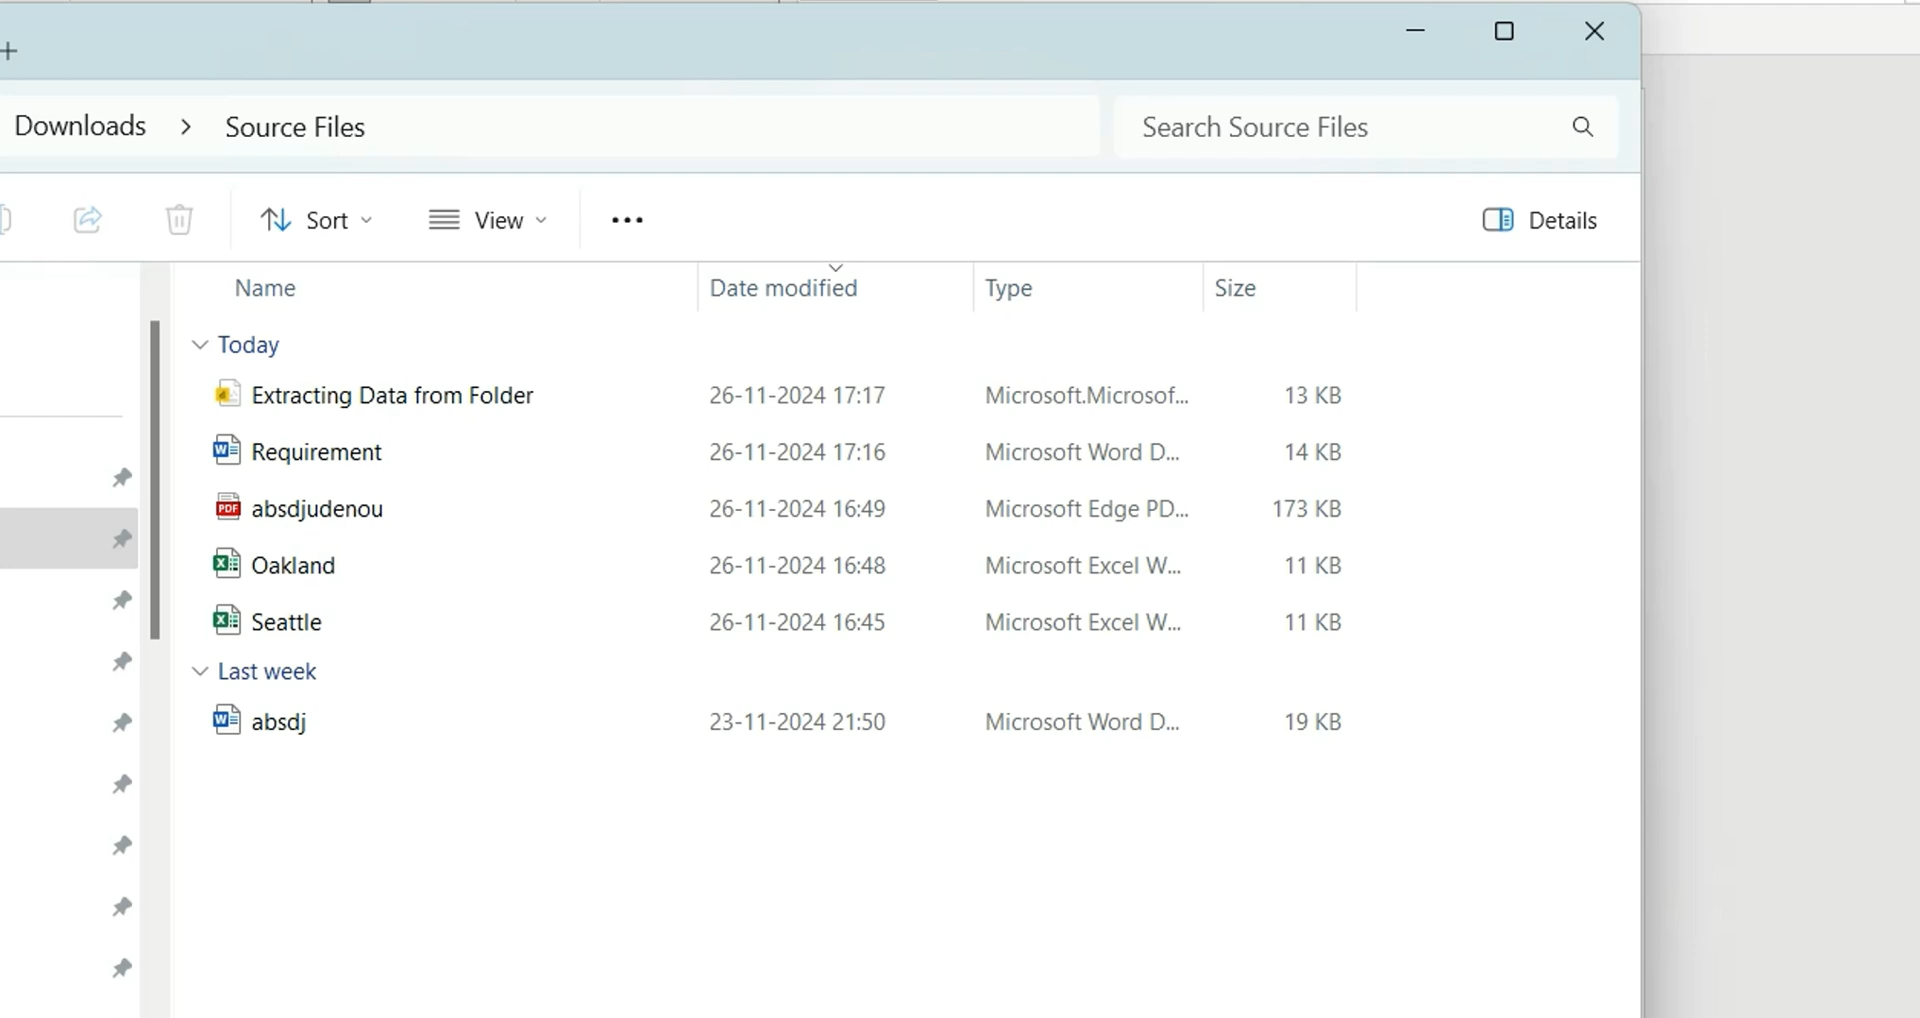 Downloads > Source Files Search Source Files
Sort View ••• Details
Name Date modified Type Size
Today
Extracting Data from Folder 26-11-2024 17:17 Microsoft.Microsof... 13 KB
Requirement 26-11-2024 17:16 Microsoft Word D... 14 KB
PDF absdjudenou 26-11-2024 16:49 Microsoft Edge PD... 173 KB
Oakland 26-11-2024 16:48 Microsoft Excel W... 11 KB
Seattle 26-11-2024 16:45 Microsoft Excel W... 11 KB
Last week
absdj 23-11-2024 21:50 Microsoft Word D... 19 KB